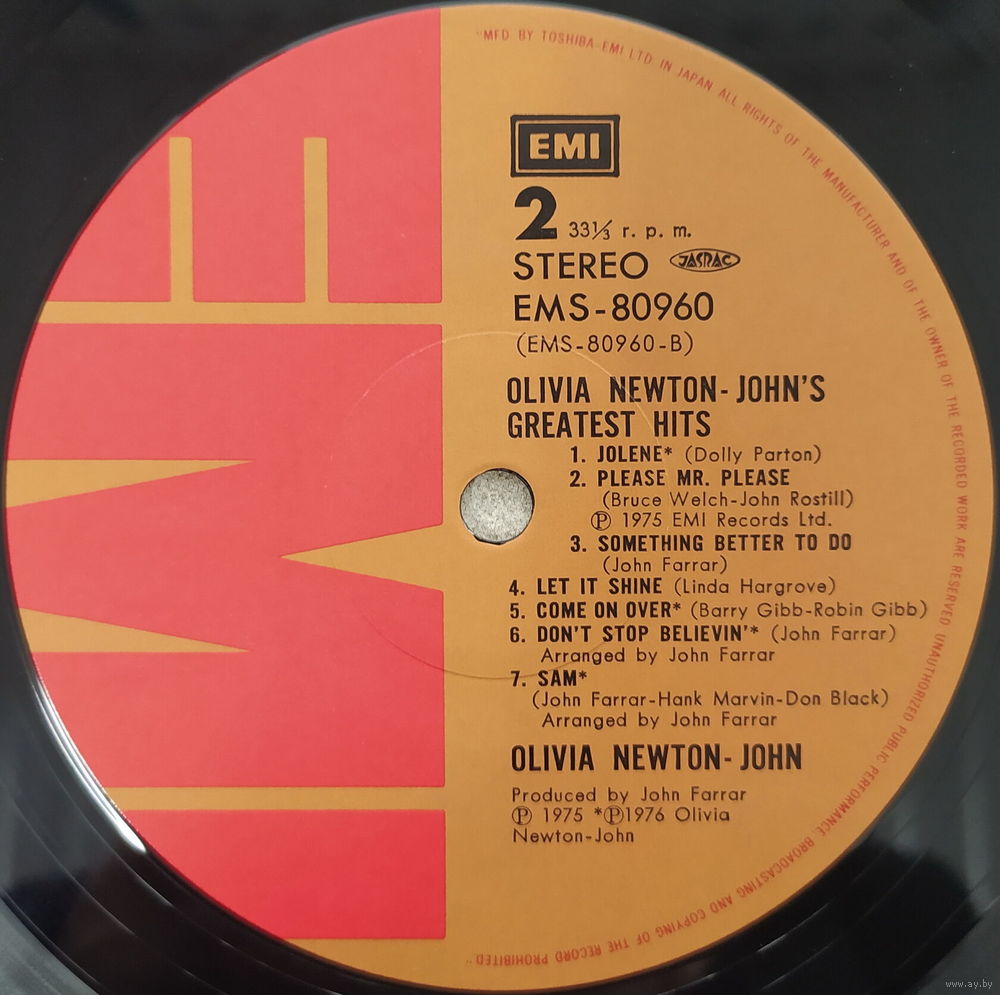 "MFD BY TOSHIBA-EMI LTD. IN JAPAN ALL RIGHTS OF THE MANUFACTURER AND OF THE OWNER OF THE RECORDED WORK ARE RESERVED UNAUTHORIZED PUBLIC PERFORMANCE BROADCASTING AND COPYING OF THE RECORD PROHIBITED"
EMI
EMI
2 33⅓ r. p. m.
STEREO JASRAC
EMS-80960
(EMS-80960-B)
OLIVIA NEWTON-JOHN'S
GREATEST HITS
1. JOLENE* (Dolly Parton)
2. PLEASE MR. PLEASE
(Bruce Welch-John Rostill)
Ⓟ 1975 EMI Records Ltd.
3. SOMETHING BETTER TO DO
(John Farrar)
4. LET IT SHINE (Linda Hargrove)
5. COME ON OVER* (Barry Gibb-Robin Gibb)
6. DON'T STOP BELIEVIN'* (John Farrar)
Arranged by John Farrar
7. SAM*
(John Farrar-Hank Marvin-Don Black)
Arranged by John Farrar
OLIVIA NEWTON-JOHN
Produced by John Farrar
Ⓟ 1975 *Ⓟ1976 Olivia
Newton-John
www.ay.by